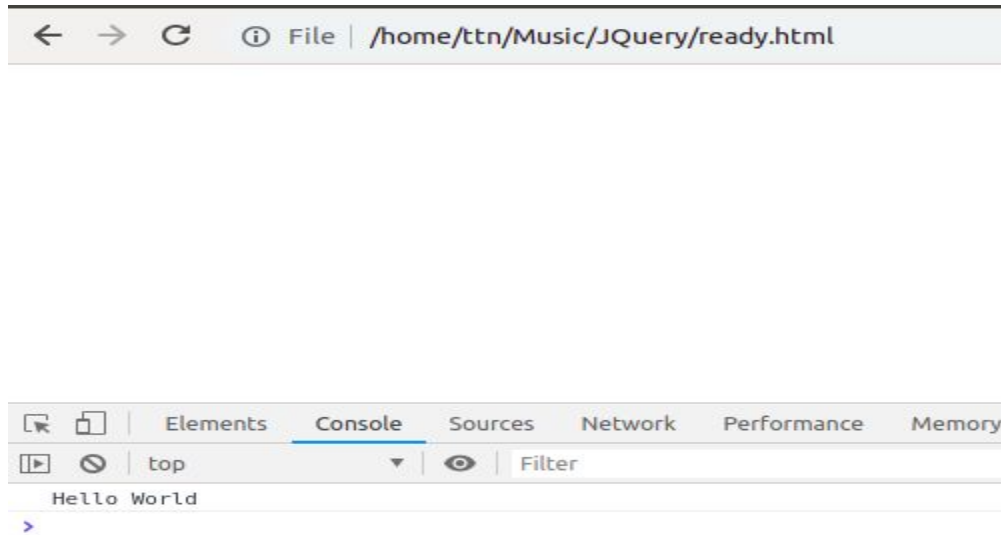 File | /home/ttn/Music/JQuery/ready.html
Elements Console Sources Network Performance Memory
top Filter
Hello World
>